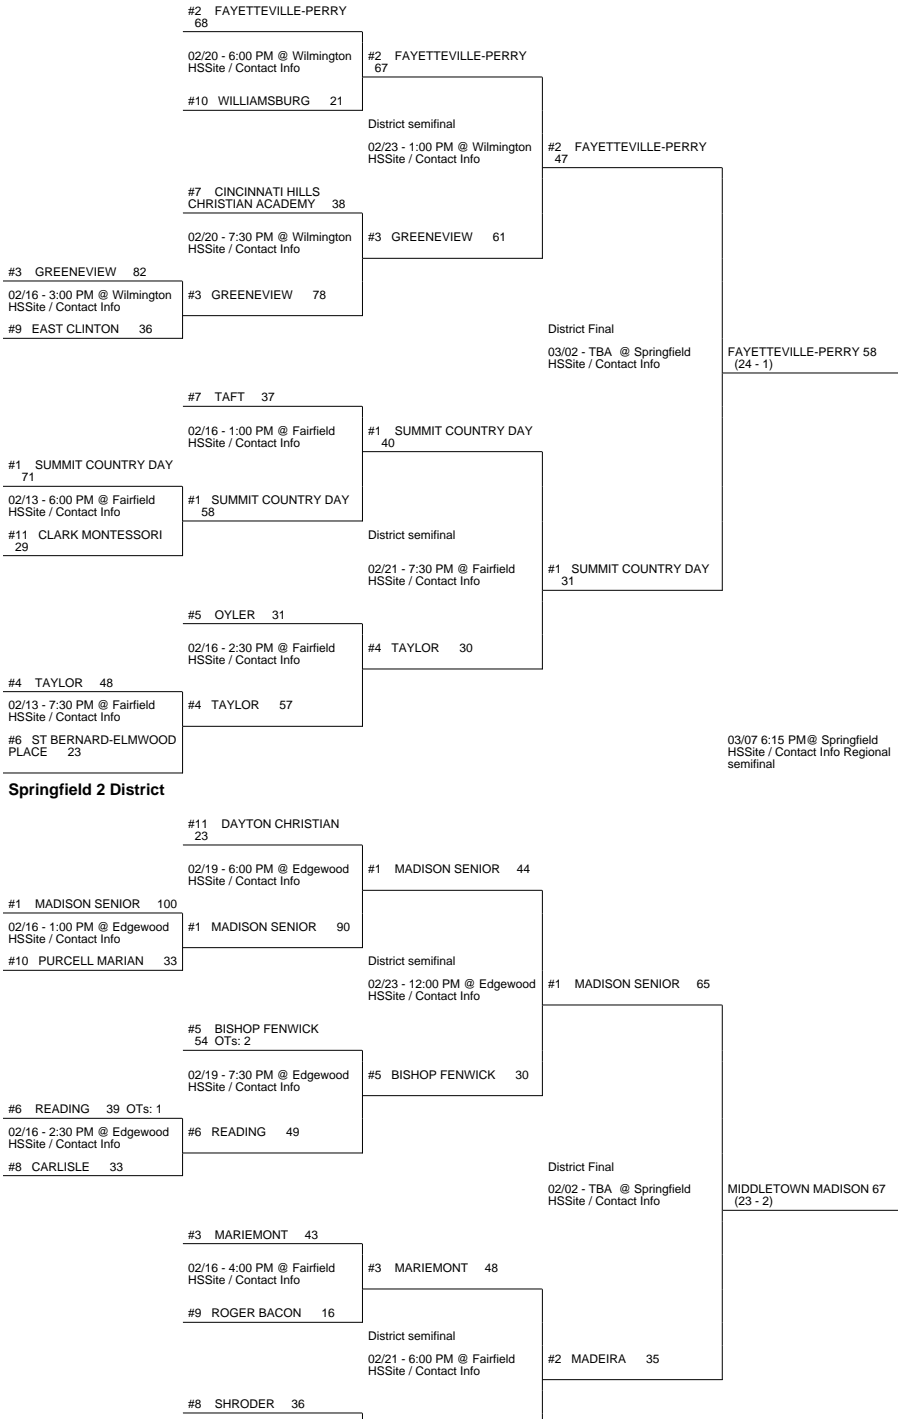 #2 FAYETTEVILLE-PERRY
68
02/20 - 6:00 PM @ Wilmington
HSSite / Contact Info
#2 FAYETTEVILLE-PERRY
67
#10 WILLIAMSBURG 21
District semifinal
02/23 - 1:00 PM @ Wilmington
HSSite / Contact Info
#2 FAYETTEVILLE-PERRY
47
#7 CINCINNATI HILLS
CHRISTIAN ACADEMY 38
02/20 - 7:30 PM @ Wilmington
HSSite / Contact Info
#3 GREENEVIEW 61
#3 GREENEVIEW 82
02/16 - 3:00 PM @ Wilmington
HSSite / Contact Info
#3 GREENEVIEW 78
#9 EAST CLINTON 36
District Final
03/02 - TBA @ Springfield
HSSite / Contact Info
FAYETTEVILLE-PERRY 58
(24 - 1)
#7 TAFT 37
02/16 - 1:00 PM @ Fairfield
HSSite / Contact Info
#1 SUMMIT COUNTRY DAY
40
#1 SUMMIT COUNTRY DAY
71
02/13 - 6:00 PM @ Fairfield
HSSite / Contact Info
#1 SUMMIT COUNTRY DAY
58
#11 CLARK MONTESSORI
29
District semifinal
02/21 - 7:30 PM @ Fairfield
HSSite / Contact Info
#1 SUMMIT COUNTRY DAY
31
#5 OYLER 31
02/16 - 2:30 PM @ Fairfield
HSSite / Contact Info
#4 TAYLOR 30
#4 TAYLOR 48
02/13 - 7:30 PM @ Fairfield
HSSite / Contact Info
#4 TAYLOR 57
#6 ST BERNARD-ELMWOOD
PLACE 23
03/07 6:15 PM@ Springfield
HSSite / Contact Info Regional
semifinal
Springfield 2 District
#11 DAYTON CHRISTIAN
23
02/19 - 6:00 PM @ Edgewood
HSSite / Contact Info
#1 MADISON SENIOR 44
#1 MADISON SENIOR 100
02/16 - 1:00 PM @ Edgewood
HSSite / Contact Info
#1 MADISON SENIOR 90
#10 PURCELL MARIAN 33
District semifinal
02/23 - 12:00 PM @ Edgewood
HSSite / Contact Info
#1 MADISON SENIOR 65
#5 BISHOP FENWICK
54 OTs: 2
02/19 - 7:30 PM @ Edgewood
HSSite / Contact Info
#5 BISHOP FENWICK 30
#6 READING 39 OTs: 1
02/16 - 2:30 PM @ Edgewood
HSSite / Contact Info
#6 READING 49
#8 CARLISLE 33
District Final
02/02 - TBA @ Springfield
HSSite / Contact Info
MIDDLETOWN MADISON 67
(23 - 2)
#3 MARIEMONT 43
02/16 - 4:00 PM @ Fairfield
HSSite / Contact Info
#3 MARIEMONT 48
#9 ROGER BACON 16
District semifinal
02/21 - 6:00 PM @ Fairfield
HSSite / Contact Info
#2 MADEIRA 35
#8 SHRODER 36